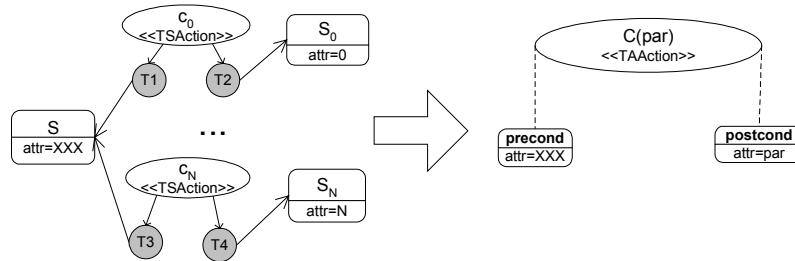 c0
<<TSAction>>
T1
T2
S0
attr=0
S
attr=XXX
...
cN
<<TSAction>>
T3
T4
SN
attr=N
C(par)
<<TAAction>>
precond
attr=XXX
postcond
attr=par